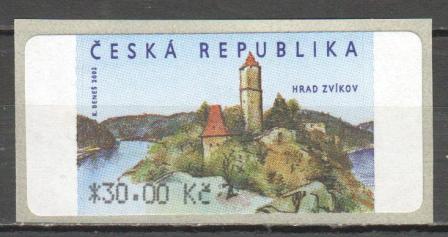 ČESKÁ REPUBLIKA
HRAD ZVÍKOV
K. BENEŠ 2002
*30.00 Kč